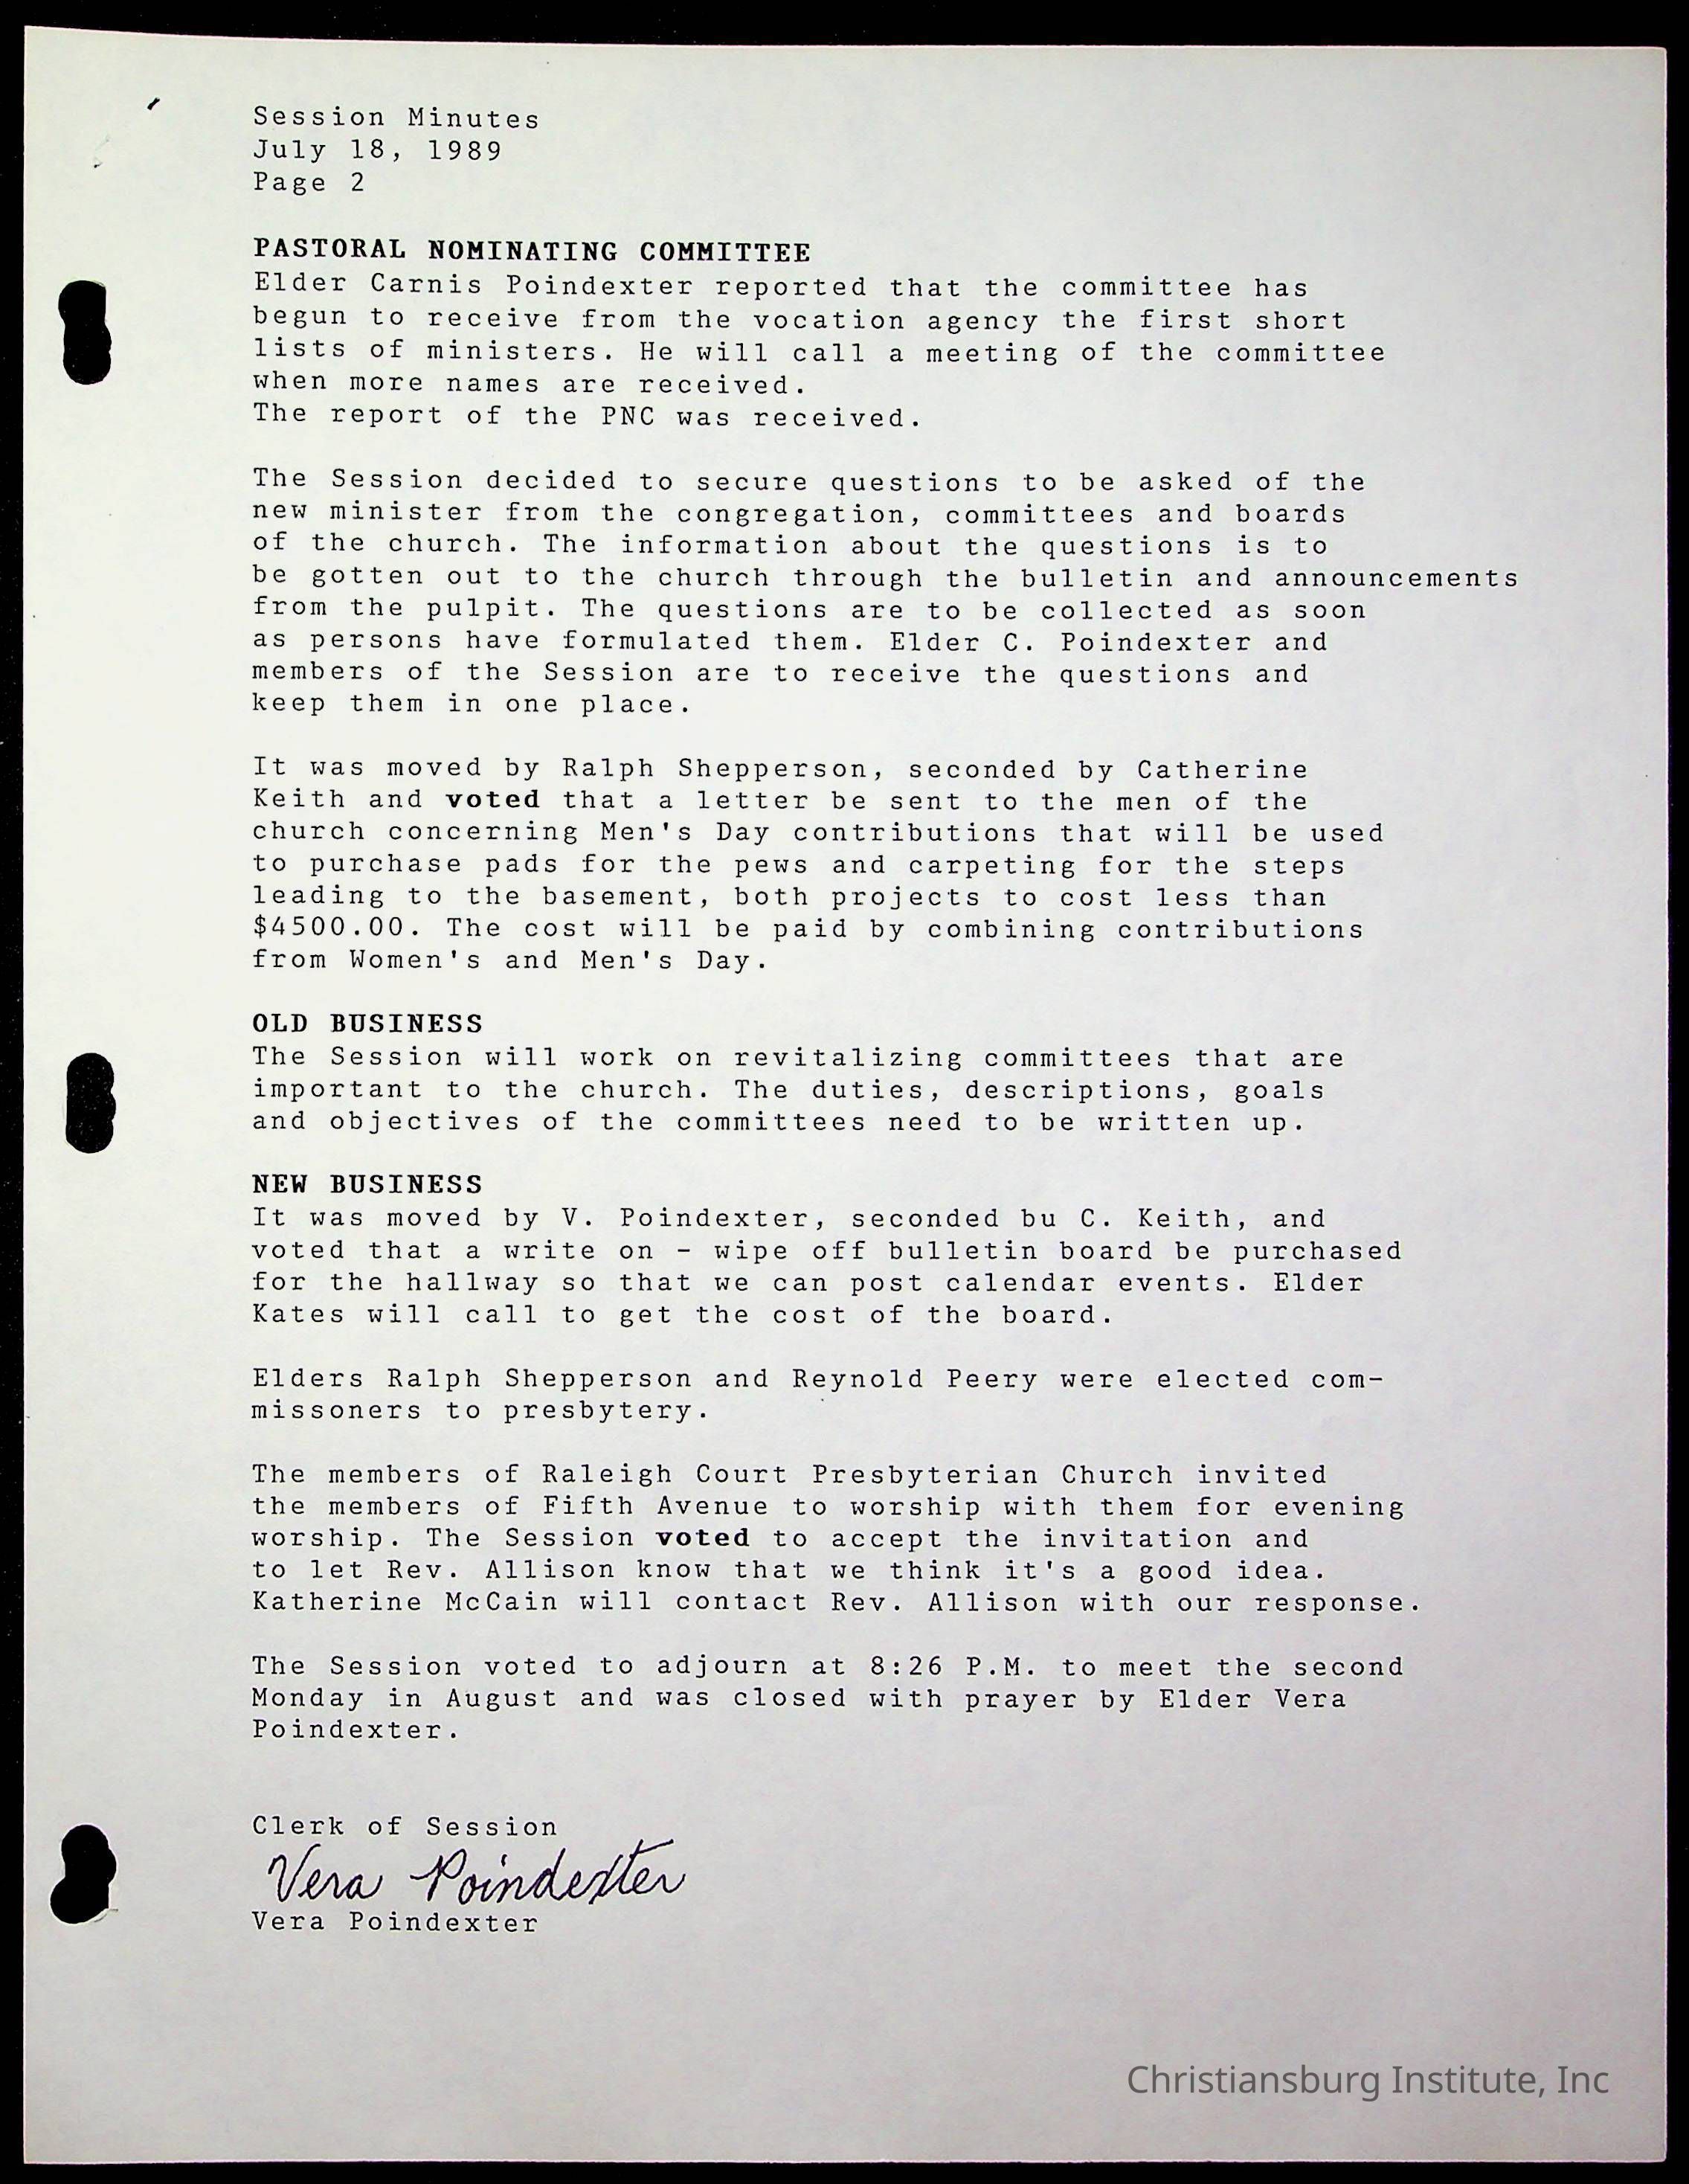 Session Minutes
July 18, 1989
Page 2
PASTORAL NOMINATING COMMITTEE
Elder Carnis Poindexter reported that the committee has
begun to receive from the vocation agency the first short
lists of ministers. He will call a meeting of the committee
when more names are received.
The report of the PNC was received.
The Session decided to secure questions to be asked of the
new minister from the congregation, committees and boards
of the church. The information about the questions is to
be gotten out to the church through the bulletin and announcements
from the pulpit. The questions are to be collected as soon
as persons have formulated them. Elder C. Poindexter and
members of the Session are to receive the questions and
keep them in one place.
It was moved by Ralph Shepperson, seconded by Catherine
Keith and voted that a letter be sent to the men of the
church concerning Men's Day contributions that will be used
to purchase pads for the pews and carpeting for the steps
leading to the basement, both projects to cost less than
$4500.00. The cost will be paid by combining contributions
from Women's and Men's Day.
OLD BUSINESS
The Session will work on revitalizing committees that are
important to the church. The duties, descriptions, goals
and objectives of the committees need to be written up.
NEW BUSINESS
It was moved by V. Poindexter, seconded bu C. Keith, and
voted that a write on - wipe off bulletin board be purchased
for the hallway so that we can post calendar events. Elder
Kates will call to get the cost of the board.
Elders Ralph Shepperson and Reynold Peery were elected com-
missoners to presbytery.
The members of Raleigh Court Presbyterian Church invited
the members of Fifth Avenue to worship with them for evening
worship. The Session voted to accept the invitation and
to let Rev. Allison know that we think it's a good idea.
Katherine McCain will contact Rev. Allison with our response.
The Session voted to adjourn at 8:26 P.M. to meet the second
Monday in August and was closed with prayer by Elder Vera
Poindexter.
Clerk of Session
Vera Poindexter
Vera Poindexter
Christiansburg Institute, Inc